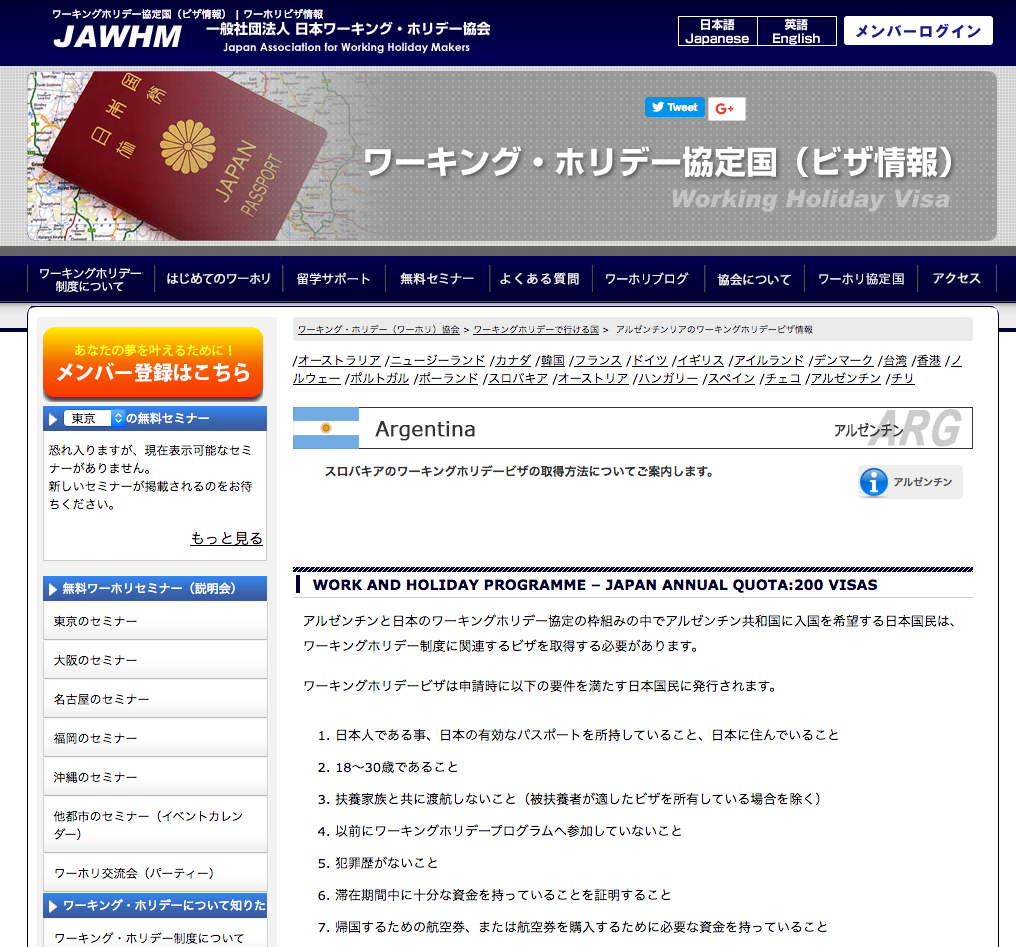 ワーキングホリデー協定国（ビザ情報） | ワーホリビザ情報
JAWHM 一般社団法人 日本ワーキング・ホリデー協会
Japan Association for Working Holiday Makers
日本語 Japanese
英語 English
メンバーログイン
日本国
旅券
JAPAN
PASSPORT
Tweet G+
ワーキング・ホリデー協定国（ビザ情報）
Working Holiday Visa
ワーキングホリデー制度について はじめてのワーホリ 留学サポート 無料セミナー よくある質問 ワーホリブログ 協会について ワーホリ協定国 アクセス
あなたの夢を叶えるために！
メンバー登録はこちら
東京 の無料セミナー
恐れ入りますが、現在表示可能なセミ
ナーがありません。
新しいセミナーが掲載されるのをお待
ちください。
もっと見る
無料ワーホリセミナー（説明会）
東京のセミナー
大阪のセミナー
名古屋のセミナー
福岡のセミナー
沖縄のセミナー
他都市のセミナー（イベントカレン
ダー）
ワーホリ交流会（パーティー）
ワーキング・ホリデーについて知りた
ワーキング・ホリデー制度について
ワーキング・ホリデー（ワーホリ）協会 > ワーキングホリデーで行ける国 > アルゼンチンリアのワーキングホリデービザ情報
/オーストラリア /ニュージーランド /カナダ /韓国 /フランス /ドイツ /イギリス /アイルランド /デンマーク /台湾 /香港 /ノ
ルウェー /ポルトガル /ポーランド /スロバキア /オーストリア /ハンガリー /スペイン /チェコ /アルゼンチン /チリ
Argentina アルゼンチン ARG
スロバキアのワーキングホリデービザの取得方法についてご案内します。
アルゼンチン
WORK AND HOLIDAY PROGRAMME – JAPAN ANNUAL QUOTA:200 VISAS
アルゼンチンと日本のワーキングホリデー協定の枠組みの中でアルゼンチン共和国に入国を希望する日本国民は、
ワーキングホリデー制度に関連するビザを取得する必要があります。
ワーキングホリデービザは申請時に以下の要件を満たす日本国民に発行されます。
1. 日本人である事、日本の有効なパスポートを所持していること、日本に住んでいること
2. 18～30歳であること
3. 扶養家族と共に渡航しないこと（被扶養者が適したビザを所有している場合を除く）
4. 以前にワーキングホリデープログラムへ参加していないこと
5. 犯罪歴がないこと
6. 滞在期間中に十分な資金を持っていることを証明すること
7. 帰国するための航空券、または航空券を購入するために必要な資金を持っていること